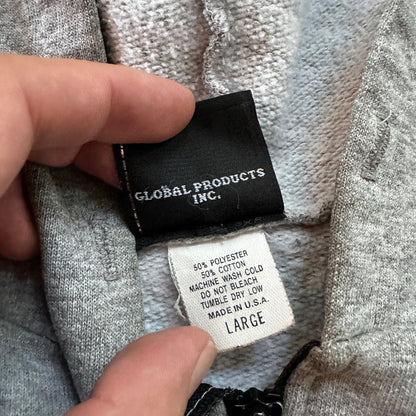 GLOBAL PRODUCTS
INC.
50% POLYESTER
50% COTTON
MACHINE WASH COLD
DO NOT BLEACH
TUMBLE DRY LOW
MADE IN U.S.A.
LARGE